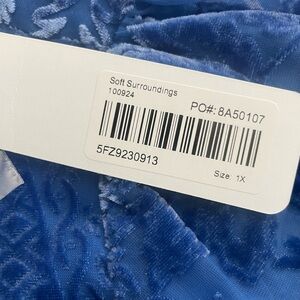 Soft Surroundings
100924
PO#: 8A50107
5FZ9230913
Size: 1X